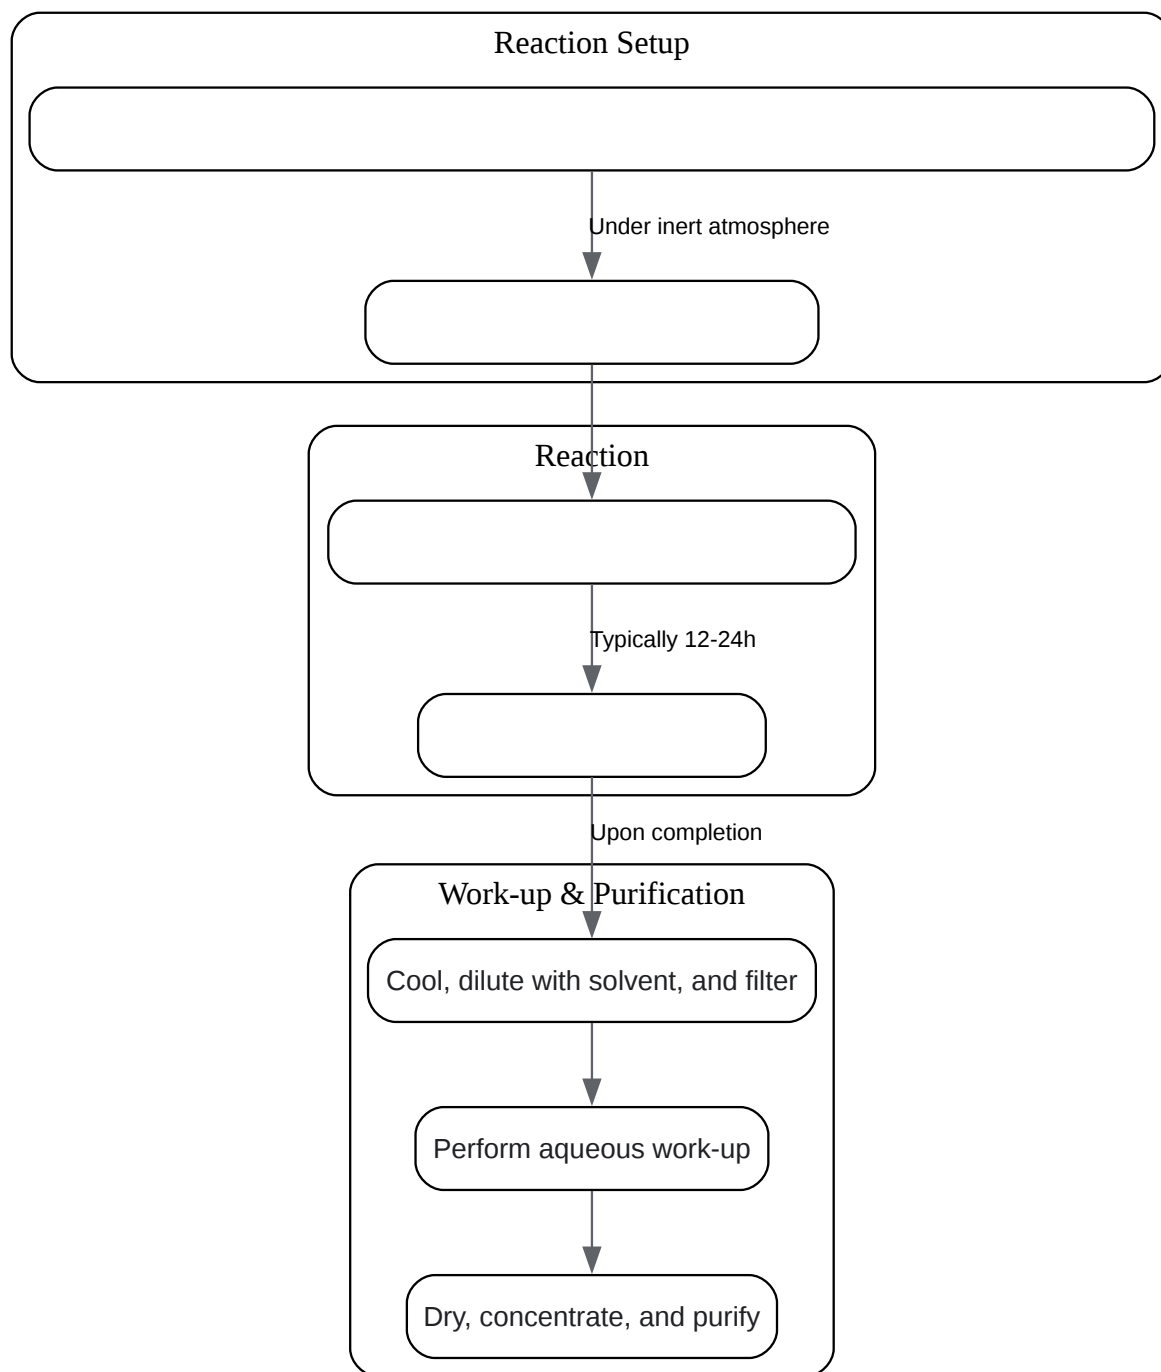 Reaction Setup
Under inert atmosphere
Reaction
Typically 12-24h
Upon completion
Work-up & Purification
Cool, dilute with solvent, and filter
Perform aqueous work-up
Dry, concentrate, and purify